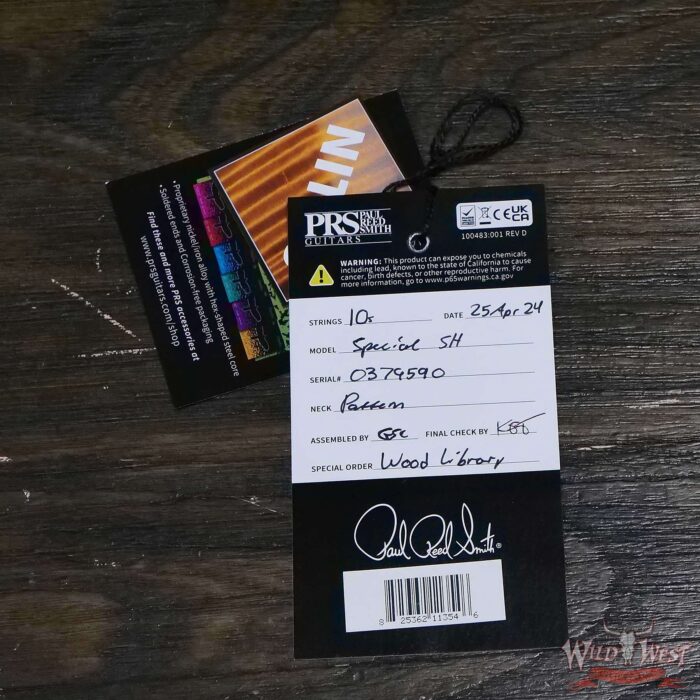 LIN
• Proprietary nickel/iron alloy with hex-shaped steel core
• Soldered ends and Corrosion-free packaging
Find these and more PRS accessories at
www.prsguitars.com/shop
PRS PAUL REED SMITH
GUITARS
CE UKCA
100483:001 REV D
WARNING: This product can expose you to chemicals
including lead, known to the state of California to cause
cancer, birth defects, or other reproductive harm. For
more information, go to www.p65warnings.ca.gov
STRINGS 10s DATE 25 Apr 24
MODEL Special SH
SERIAL# 0379590
NECK Pattern
ASSEMBLED BY FINAL CHECK BY
SPECIAL ORDER Wood Library
Paul Reed Smith®
8 25362 11354 6
WILD WEST